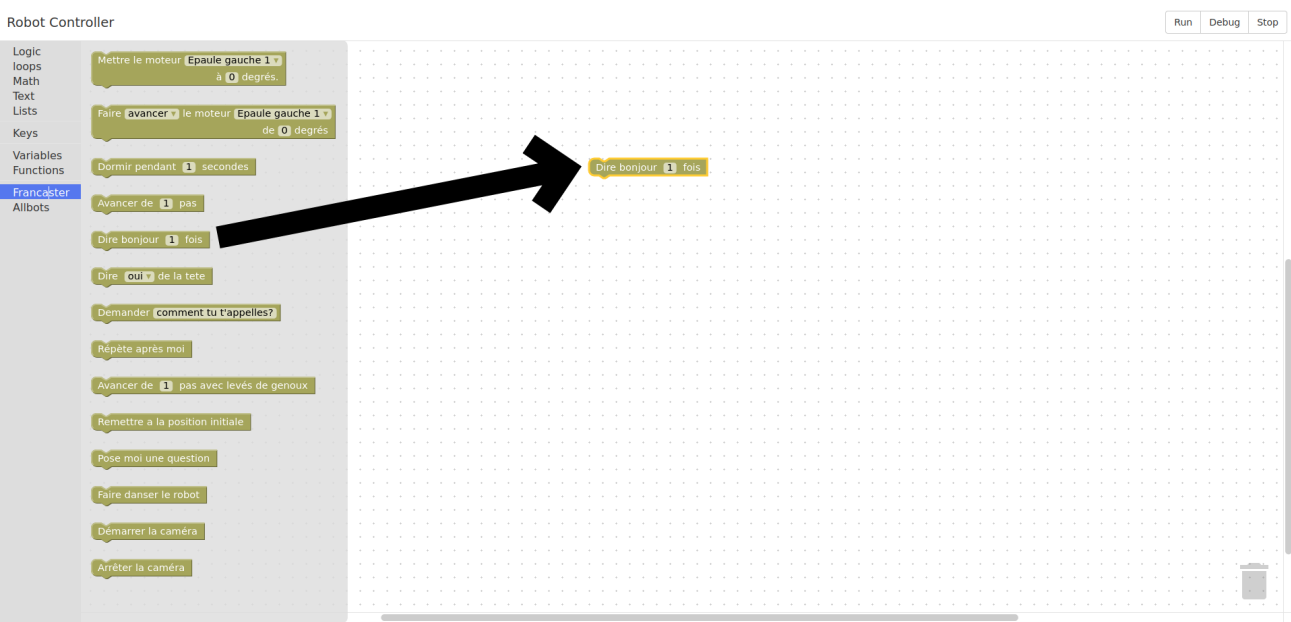 Robot Controller
Run
Debug
Stop
Logic
loops
Math
Text
Lists
Keys
Variables
Functions
Francaster
Allbots
Mettre le moteur Epaule gauche 1
à 0 degrés.
Faire avancer le moteur Epaule gauche 1
de 0 degrés
Dormir pendant 1 secondes
Avancer de 1 pas
Dire bonjour 1 fois
Dire oui de la tete
Demander comment tu t'appelles?
Répète après moi
Avancer de 1 pas avec levés de genoux
Remettre a la position initiale
Pose moi une question
Faire danser le robot
Démarrer la caméra
Arrêter la caméra
Dire bonjour 1 fois